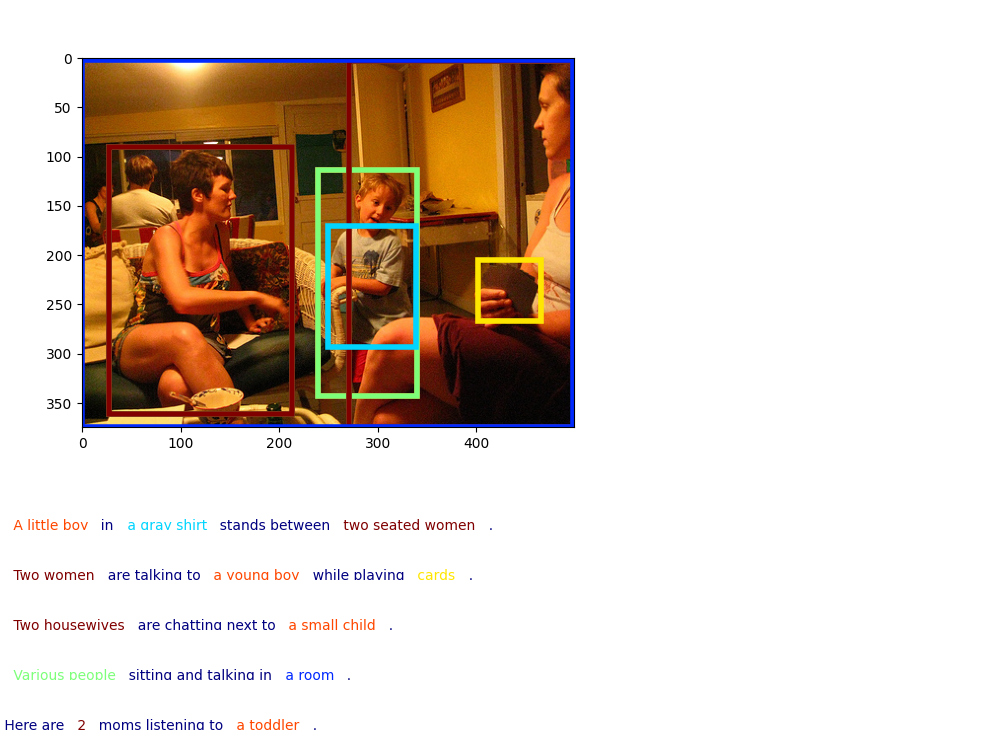 0
50
100
150
200
250
300
350
0 100 200 300 400
A little boy in a gray shirt stands between two seated women .
Two women are talking to a young boy while playing cards .
Two housewives are chatting next to a small child .
Various people sitting and talking in a room .
Here are 2 moms listening to a toddler .